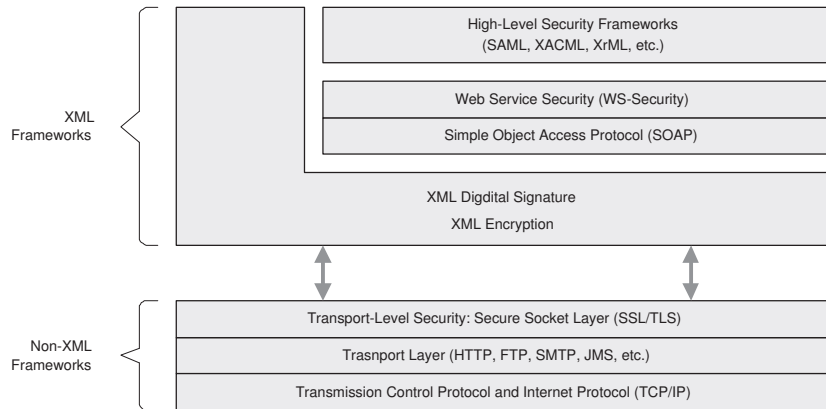 High-Level Security Frameworks
(SAML, XACML, XrML, etc.)
Web Service Security (WS-Security)
Simple Object Access Protocol (SOAP)
XML
Frameworks
XML Digdital Signature
XML Encryption
Transport-Level Security: Secure Socket Layer (SSL/TLS)
Non-XML
Frameworks
Trasnport Layer (HTTP, FTP, SMTP, JMS, etc.)
Transmission Control Protocol and Internet Protocol (TCP/IP)